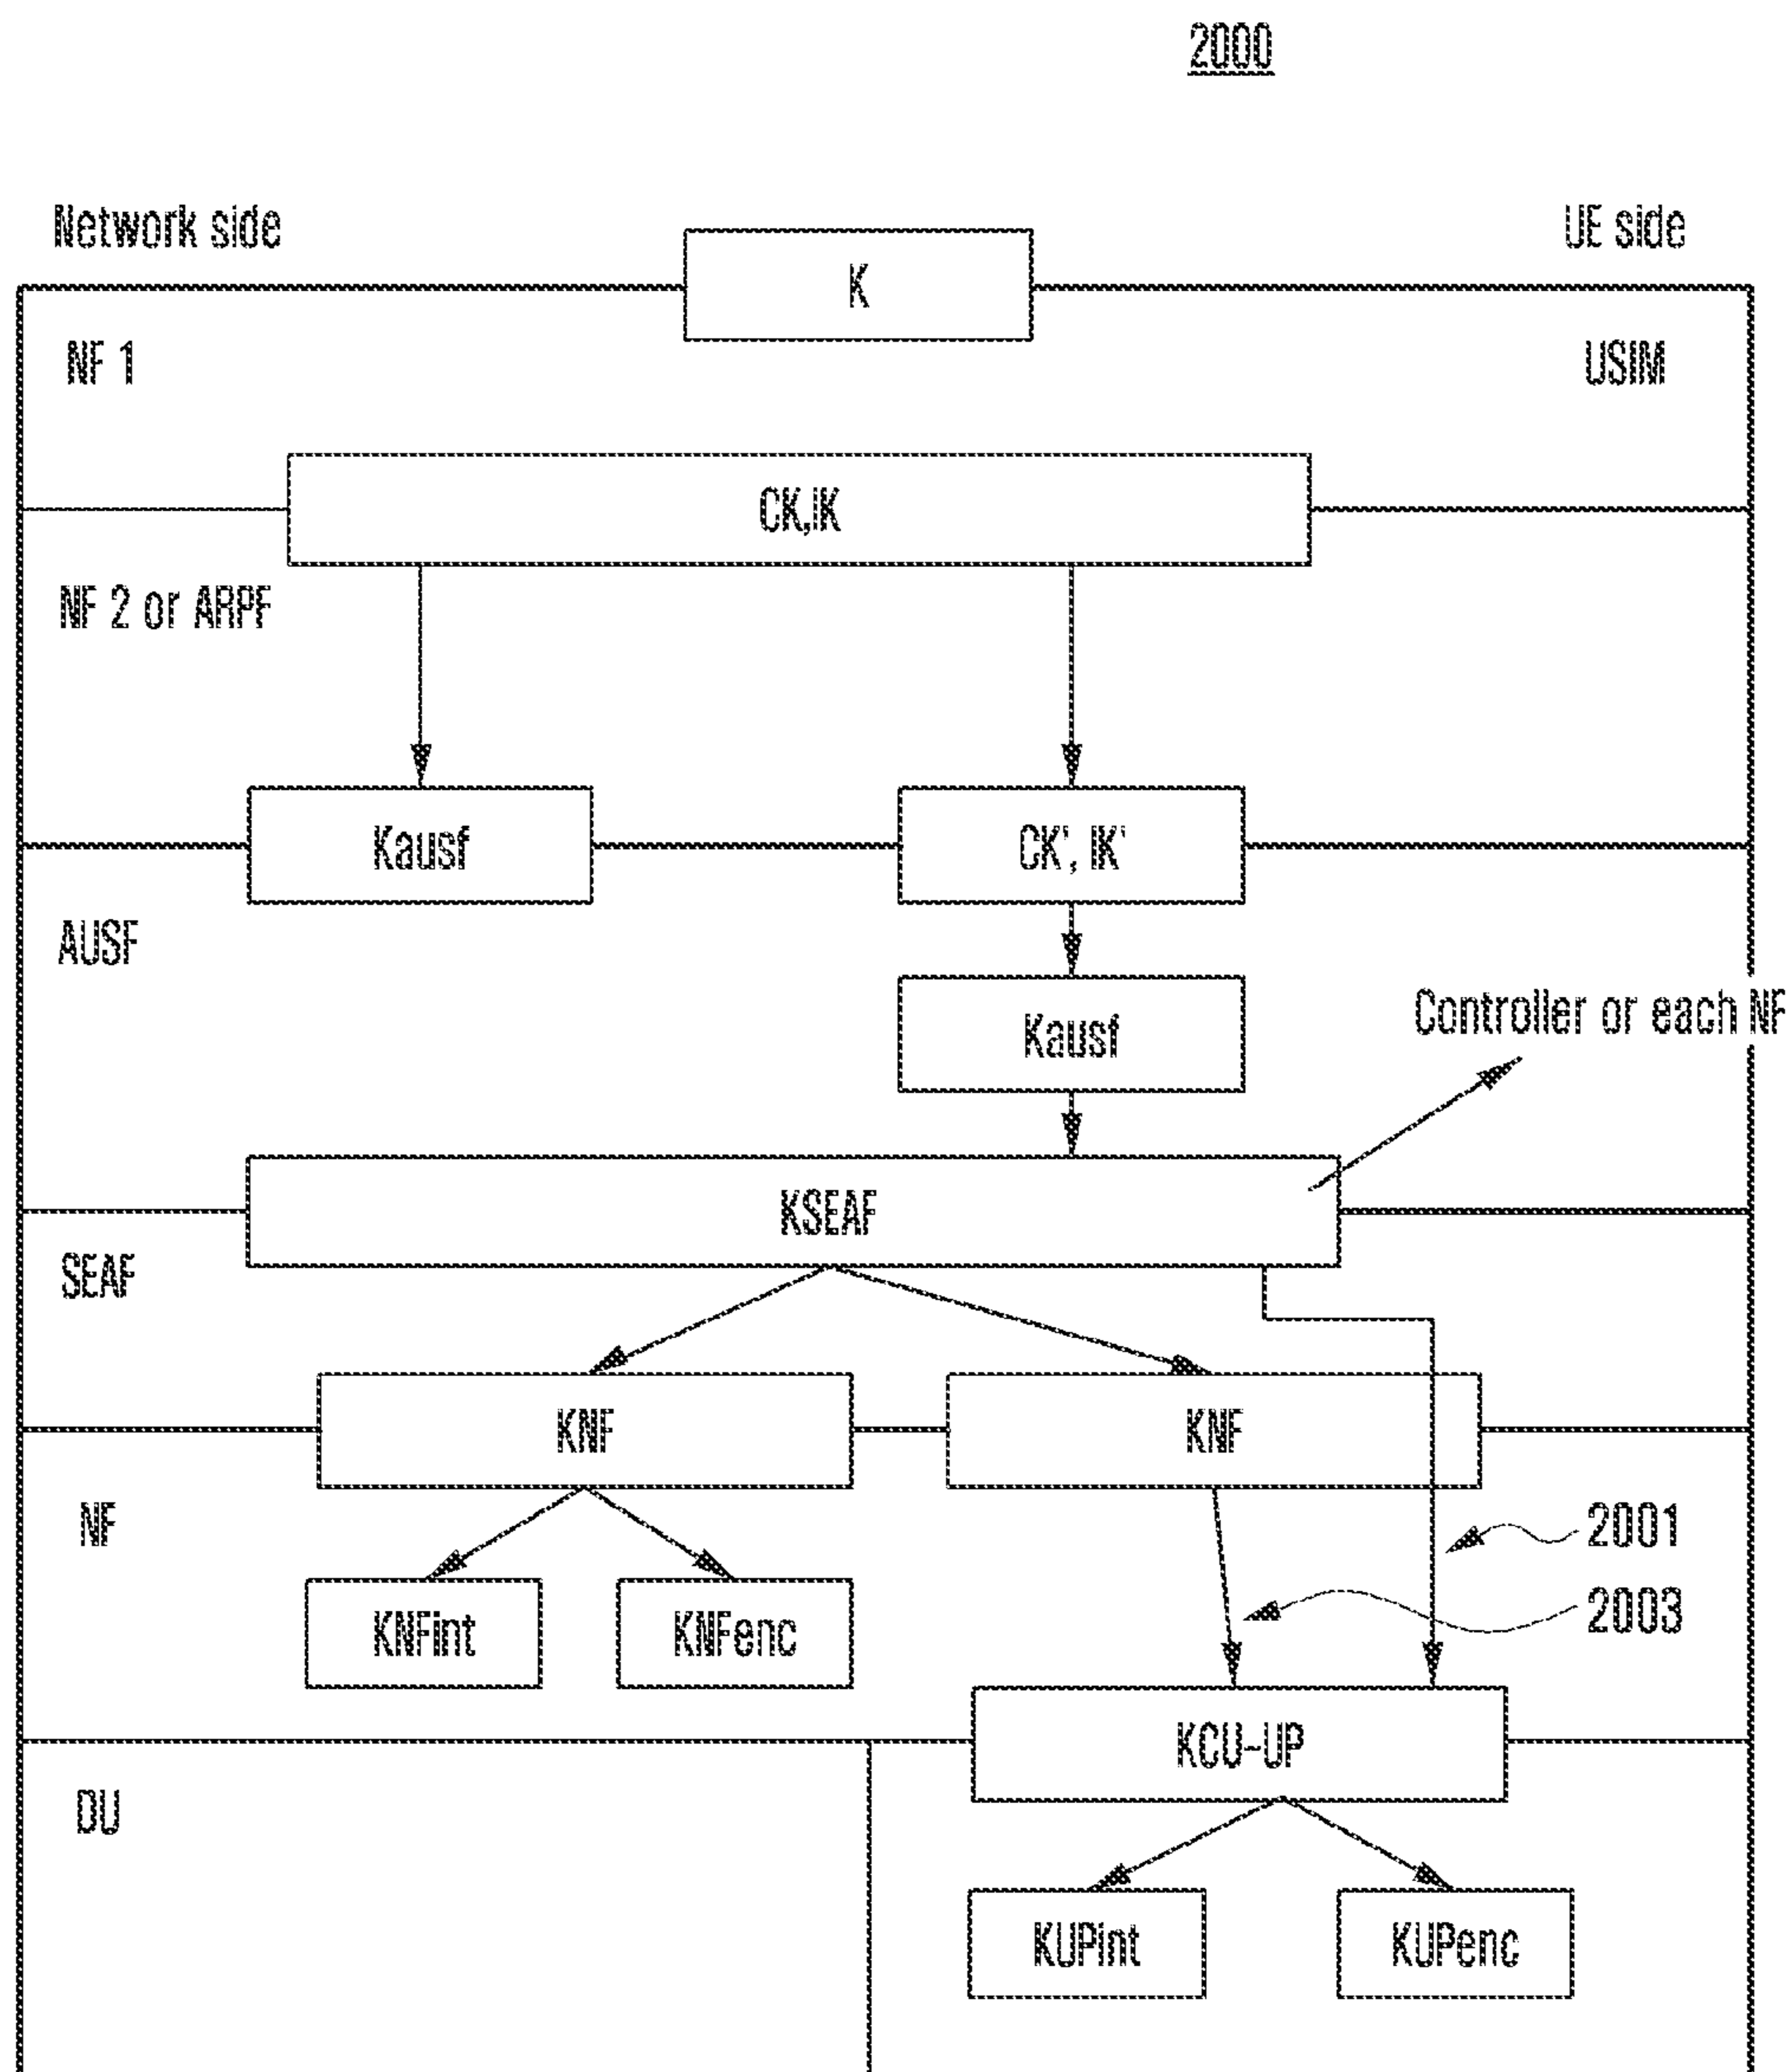 2000
Network side
UE side
K
NF 1
USIM
CK,IK
NF 2 or ARPF
Kausf
CK', IK'
AUSF
Kausf
Controller or each NF
KSEAF
SEAF
KNF
KNF
NF
2001
2003
KNFint
KNFenc
KCU-UP
DU
KUPint
KUPenc